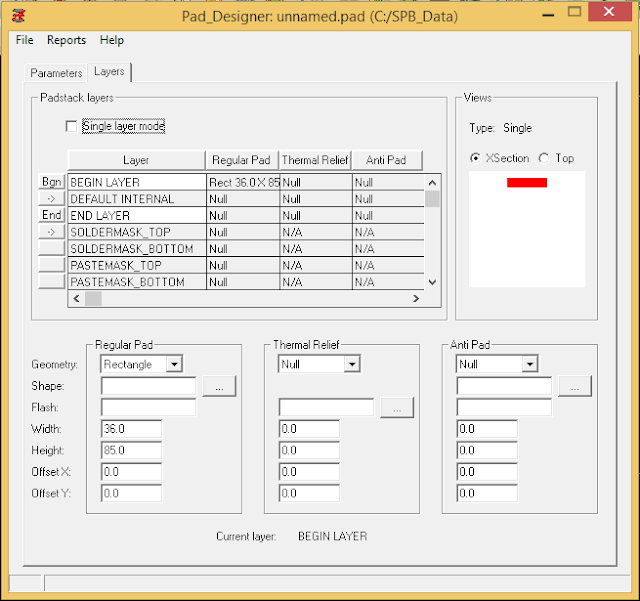 Pad_Designer: unnamed.pad (C:/SPB_Data)
File Reports Help
Parameters Layers
Padstack layers
Single layer mode
Layer Regular Pad Thermal Relief Anti Pad
Bgn BEGIN LAYER Rect 36.0 X 85 Null Null
-> DEFAULT INTERNAL Null Null Null
End END LAYER Null Null Null
-> SOLDERMASK_TOP Null N/A N/A
SOLDERMASK_BOTTOM Null N/A N/A
PASTEMASK_TOP Null N/A N/A
PASTEMASK_BOTTOM Null N/A N/A
Views
Type: Single
XSection Top
Regular Pad Thermal Relief Anti Pad
Geometry: Rectangle Null Null
Shape: ... ...
Flash: ...
Width: 36.0 0.0 0.0
Height: 85.0 0.0 0.0
Offset X: 0.0 0.0 0.0
Offset Y: 0.0 0.0 0.0
Current layer: BEGIN LAYER